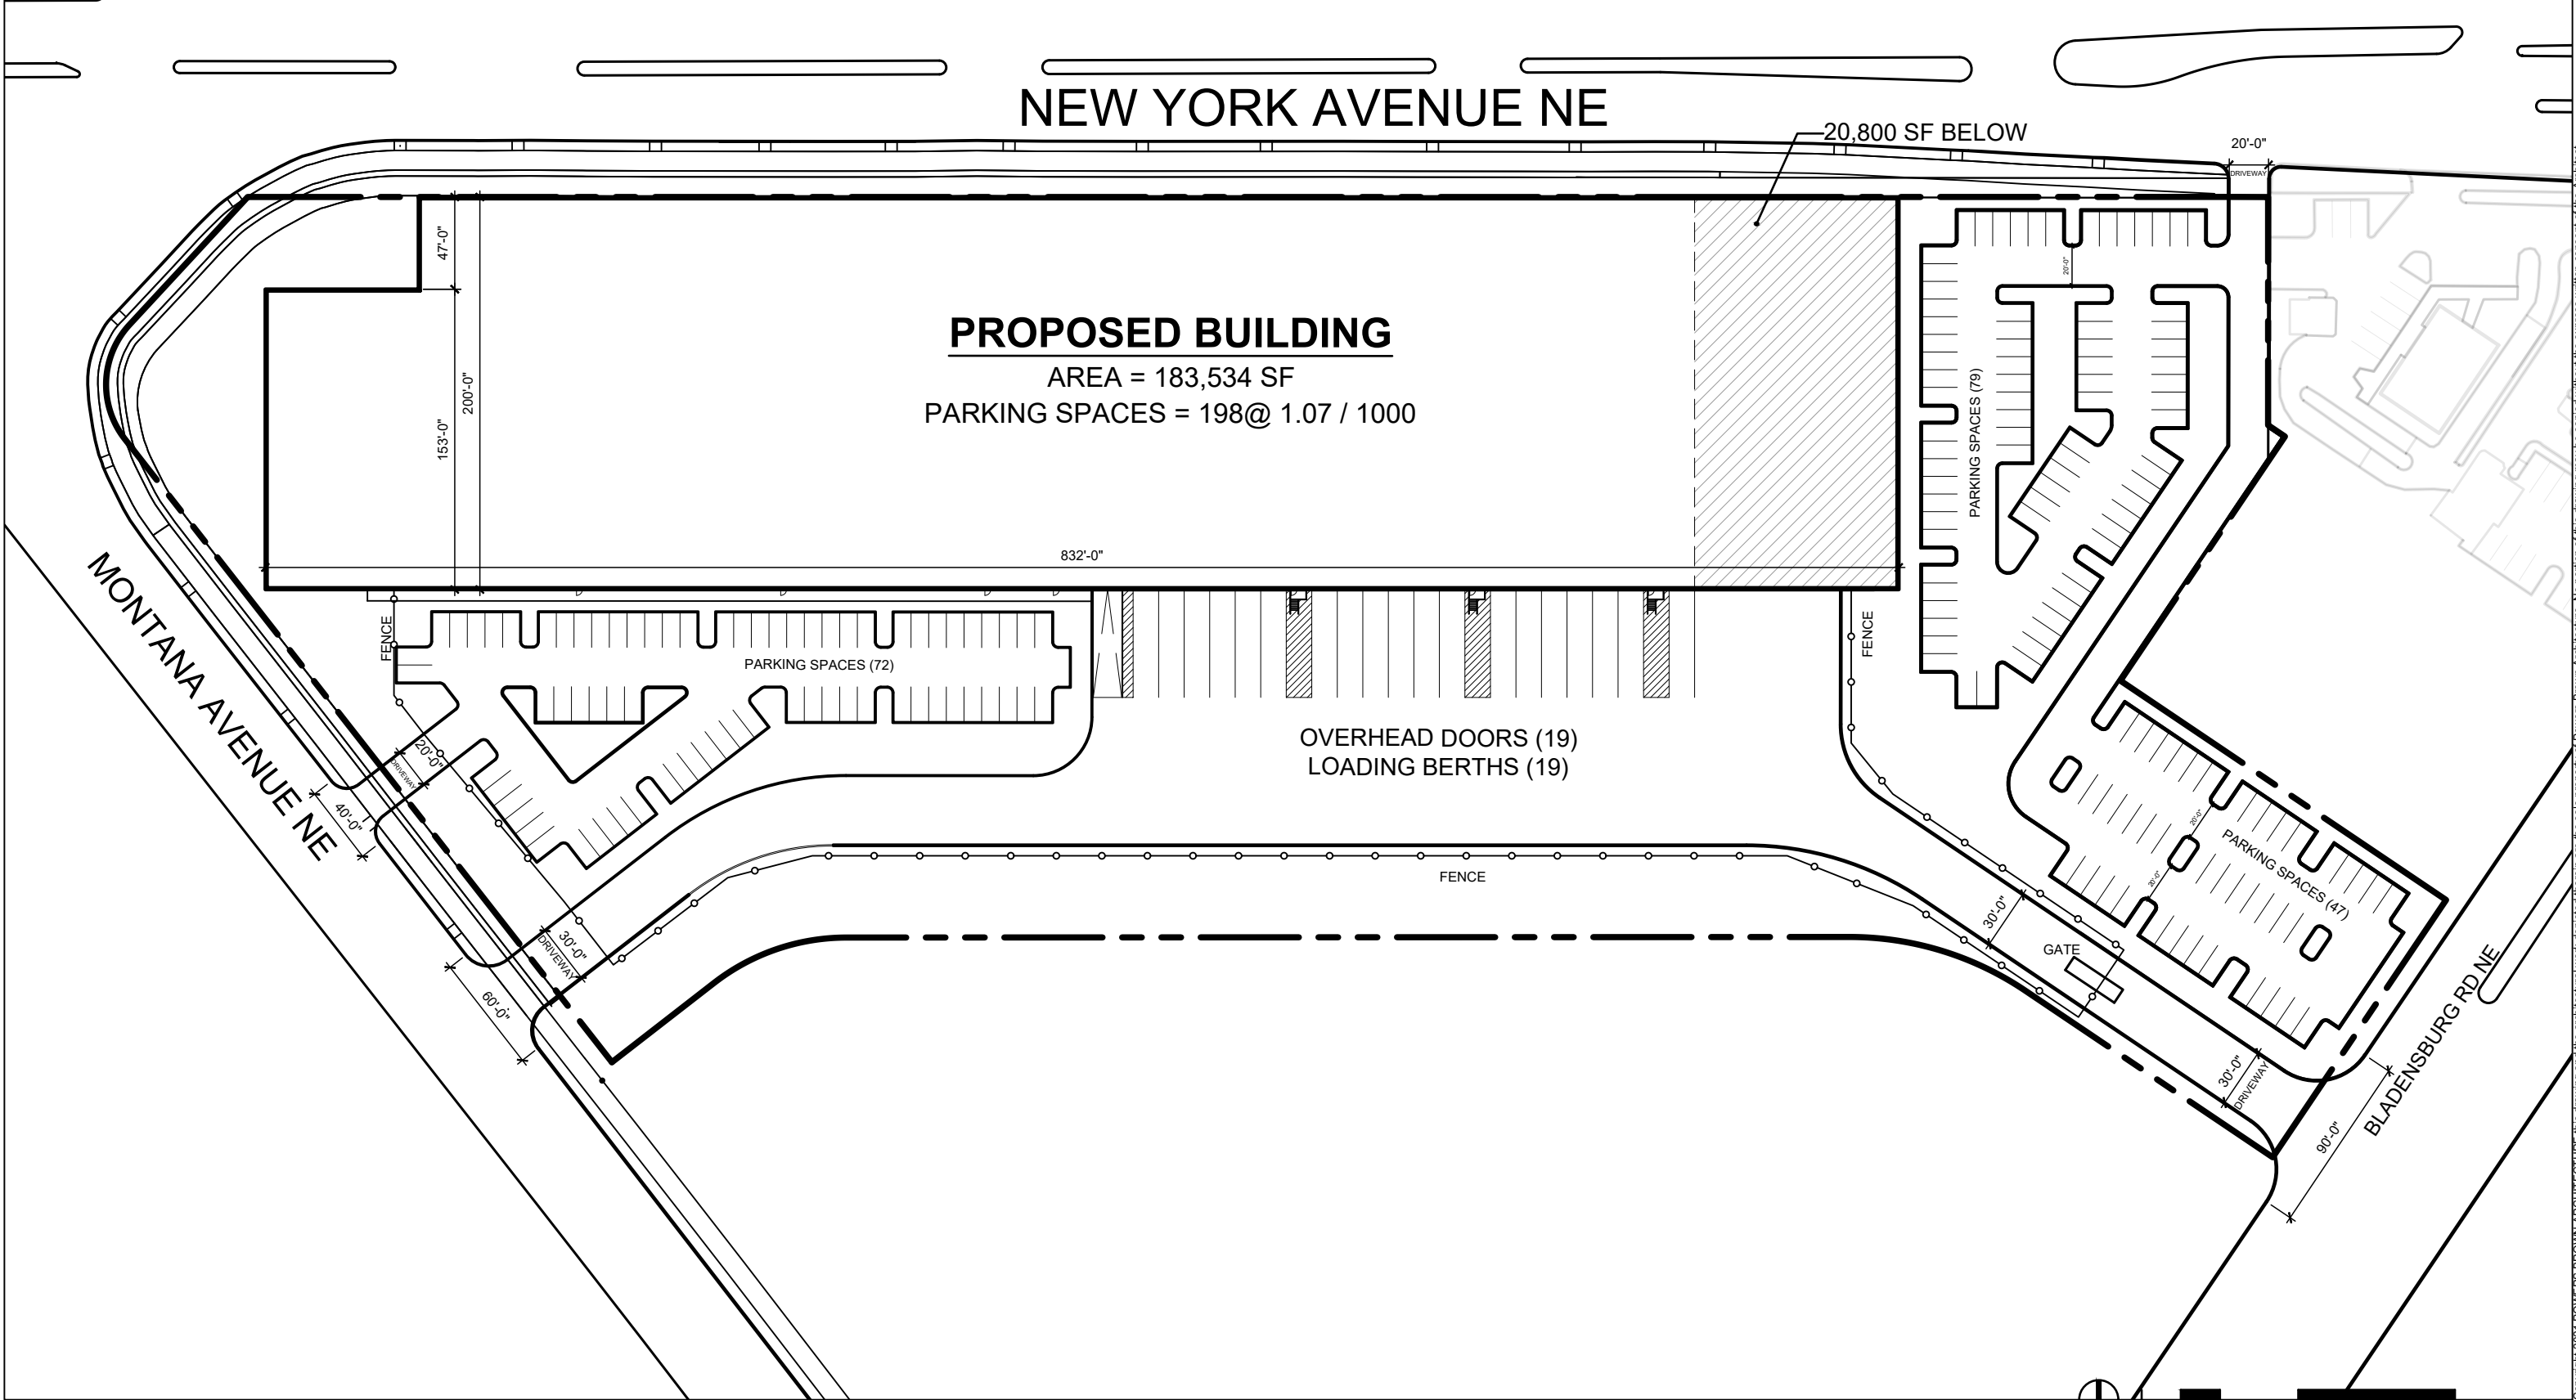 NEW YORK AVENUE NE
20,800 SF BELOW
20'-0"
DRIVEWAY
47'-0"
200'-0"
153'-0"
20'-0"
PROPOSED BUILDING
AREA = 183,534 SF
PARKING SPACES = 198@ 1.07 / 1000
PARKING SPACES (79)
832'-0"
MONTANA AVENUE NE
FENCE
PARKING SPACES (72)
FENCE
OVERHEAD DOORS (19)
LOADING BERTHS (19)
20'-0"
DRIVEWAY
40'-0"
FENCE
20'-0"
PARKING SPACES (47)
20'-0"
30'-0"
GATE
30'-0"
DRIVEWAY
60'-0"
BLADENSBURG RD NE
30'-0"
DRIVEWAY
90'-0"